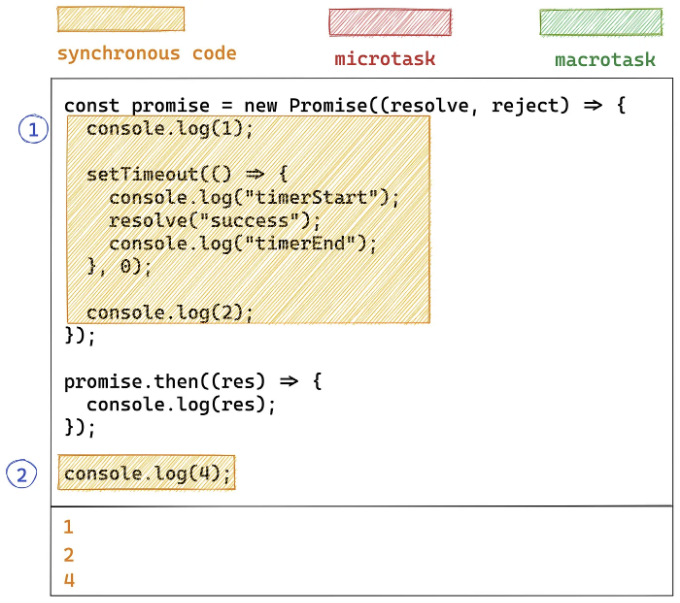 synchronous code
microtask
macrotask
const promise = new Promise((resolve, reject) => {
1
console.log(1);
setTimeout(() => {
console.log("timerStart");
resolve("success");
console.log("timerEnd");
}, 0);
console.log(2);
});
promise.then((res) => {
console.log(res);
});
2
console.log(4);
1
2
4